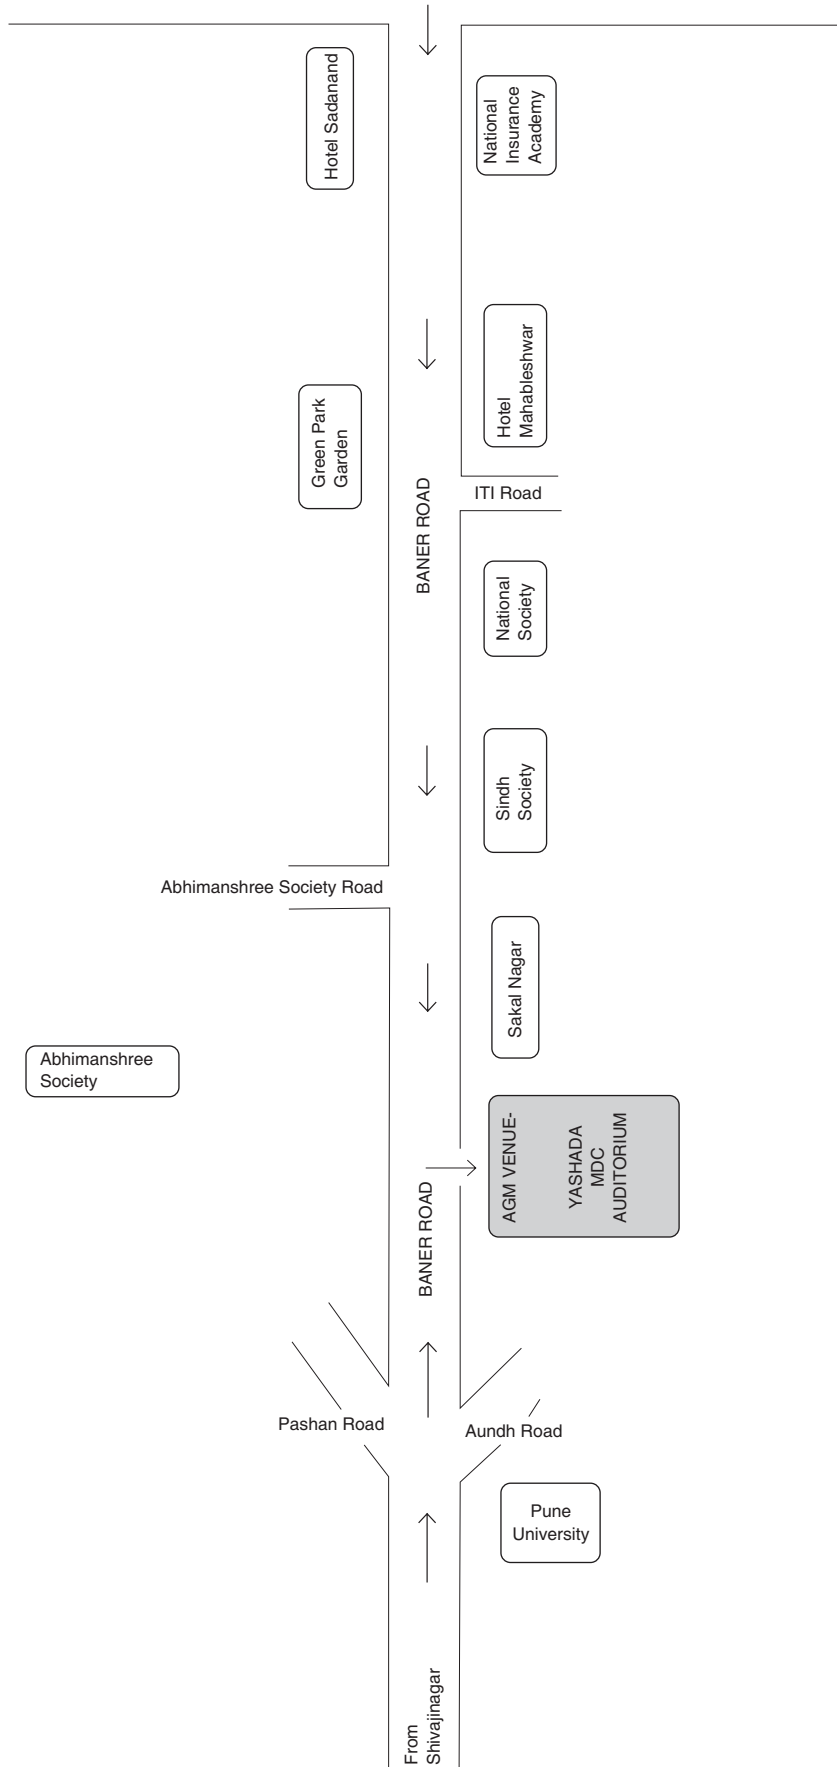 Hotel Sadanand
National
Insurance
Academy
Hotel
Mahableshwar
Green Park
Garden
BANER ROAD
ITI Road
National
Society
Sindh
Society
Abhimanshree Society Road
Sakal Nagar
Abhimanshree
Society
AGM VENUE-
YASHADA
MDC
AUDITORIUM
BANER ROAD
Pashan Road
Aundh Road
Pune
University
From
Shivajinagar